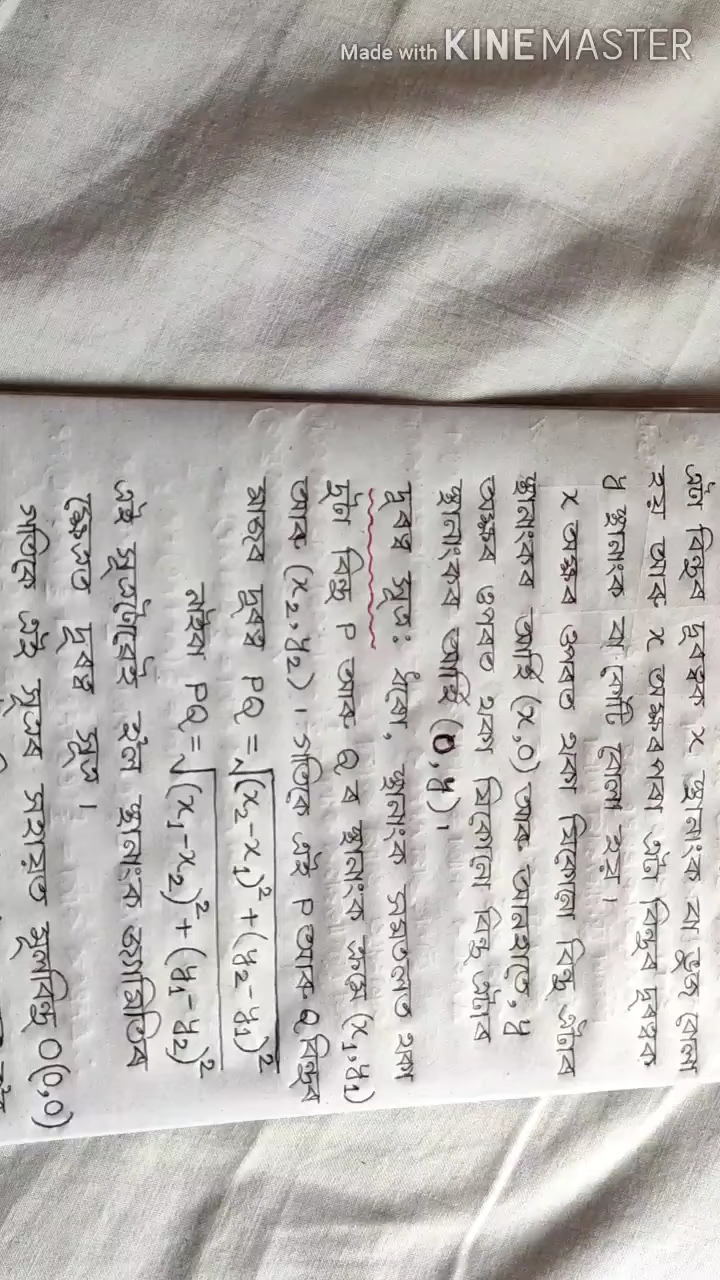 Made with KINEMASTER
এটা বিন্দুৰ দূৰত্বক x স্থানাংক বা ভুজ বোলা
হয় আৰু x অক্ষৰ পৰা এটা বিন্দুৰ দূৰত্বক
y স্থানাংক বা কোটি বোলা হয়।
x অক্ষৰ ওপৰত থকা যিকোনো বিন্দু এটাৰ
স্থানাংকৰ আৰ্হি (x,0) আৰু আনহাতে, y
অক্ষৰ ওপৰত থকা যিকোনো বিন্দু এটাৰ
স্থানাংকৰ আৰ্হি (0,y)।
দূৰত্ব সূত্ৰ: ধৰো, স্থানাংক সমতলত থকা
দুটা বিন্দু P আৰু Q ৰ স্থানাংক ক্ৰমে (x₁,y₁)
আৰু (x₂,y₂)। গতিকে এই P আৰু Q বিন্দুৰ
মাজৰ দূৰত্ব PQ = √(x₂-x₁)² + (y₂-y₁)²
নাইবা PQ = √(x₁-x₂)² + (y₁-y₂)²
এই সূত্ৰটোৱেই হ'ল স্থানাংক জ্যামিতিৰ
ক্ষেত্ৰত দূৰত্ব সূত্ৰ।
গতিকে এই সূত্ৰৰ সহায়ত মূলবিন্দু O(0,0)